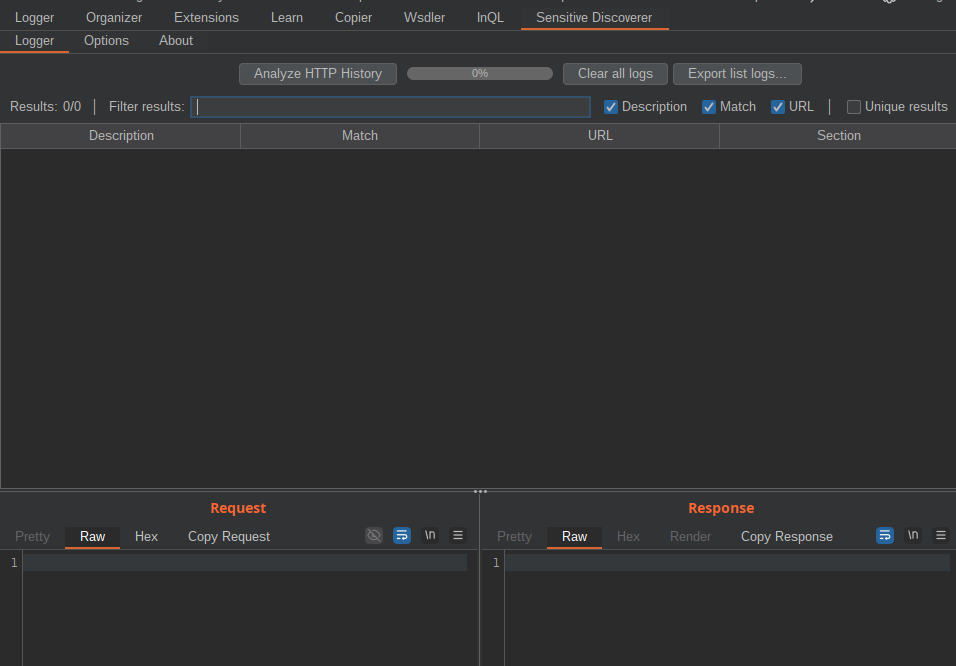 Logger Organizer Extensions Learn Copier Wsdler InQL Sensitive Discoverer
Logger Options About
Analyze HTTP History 0% Clear all logs Export list logs...
Results: 0/0 Filter results: Description Match URL Unique results
Description Match URL Section
Request Response
Pretty Raw Hex Copy Request \n Pretty Raw Hex Render Copy Response \n
1 1